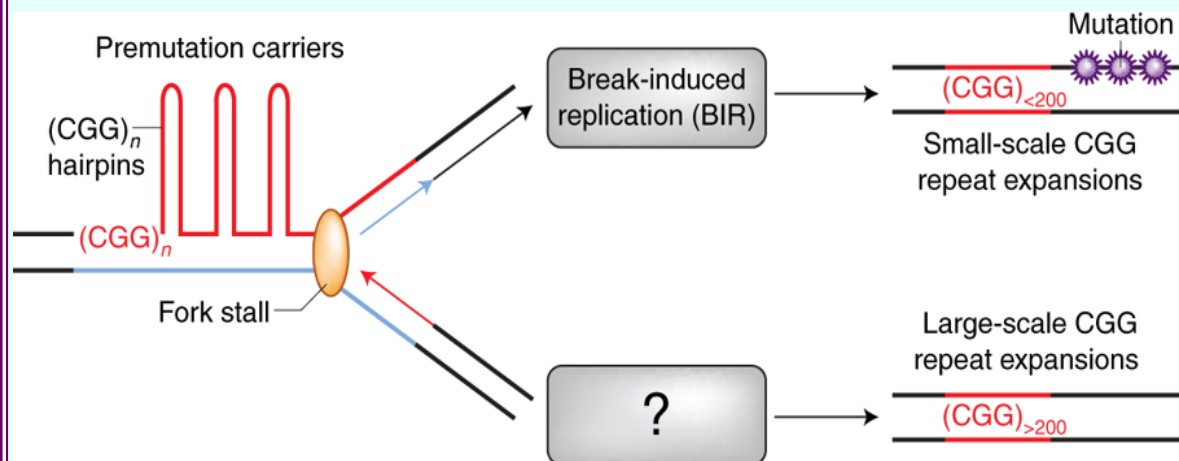 Premutation carriers
(CGG)n
hairpins
(CGG)n
Fork stall
Break-induced
replication (BIR)
Mutation
(CGG)<200
Small-scale CGG
repeat expansions
?
Large-scale CGG
repeat expansions
(CGG)>200